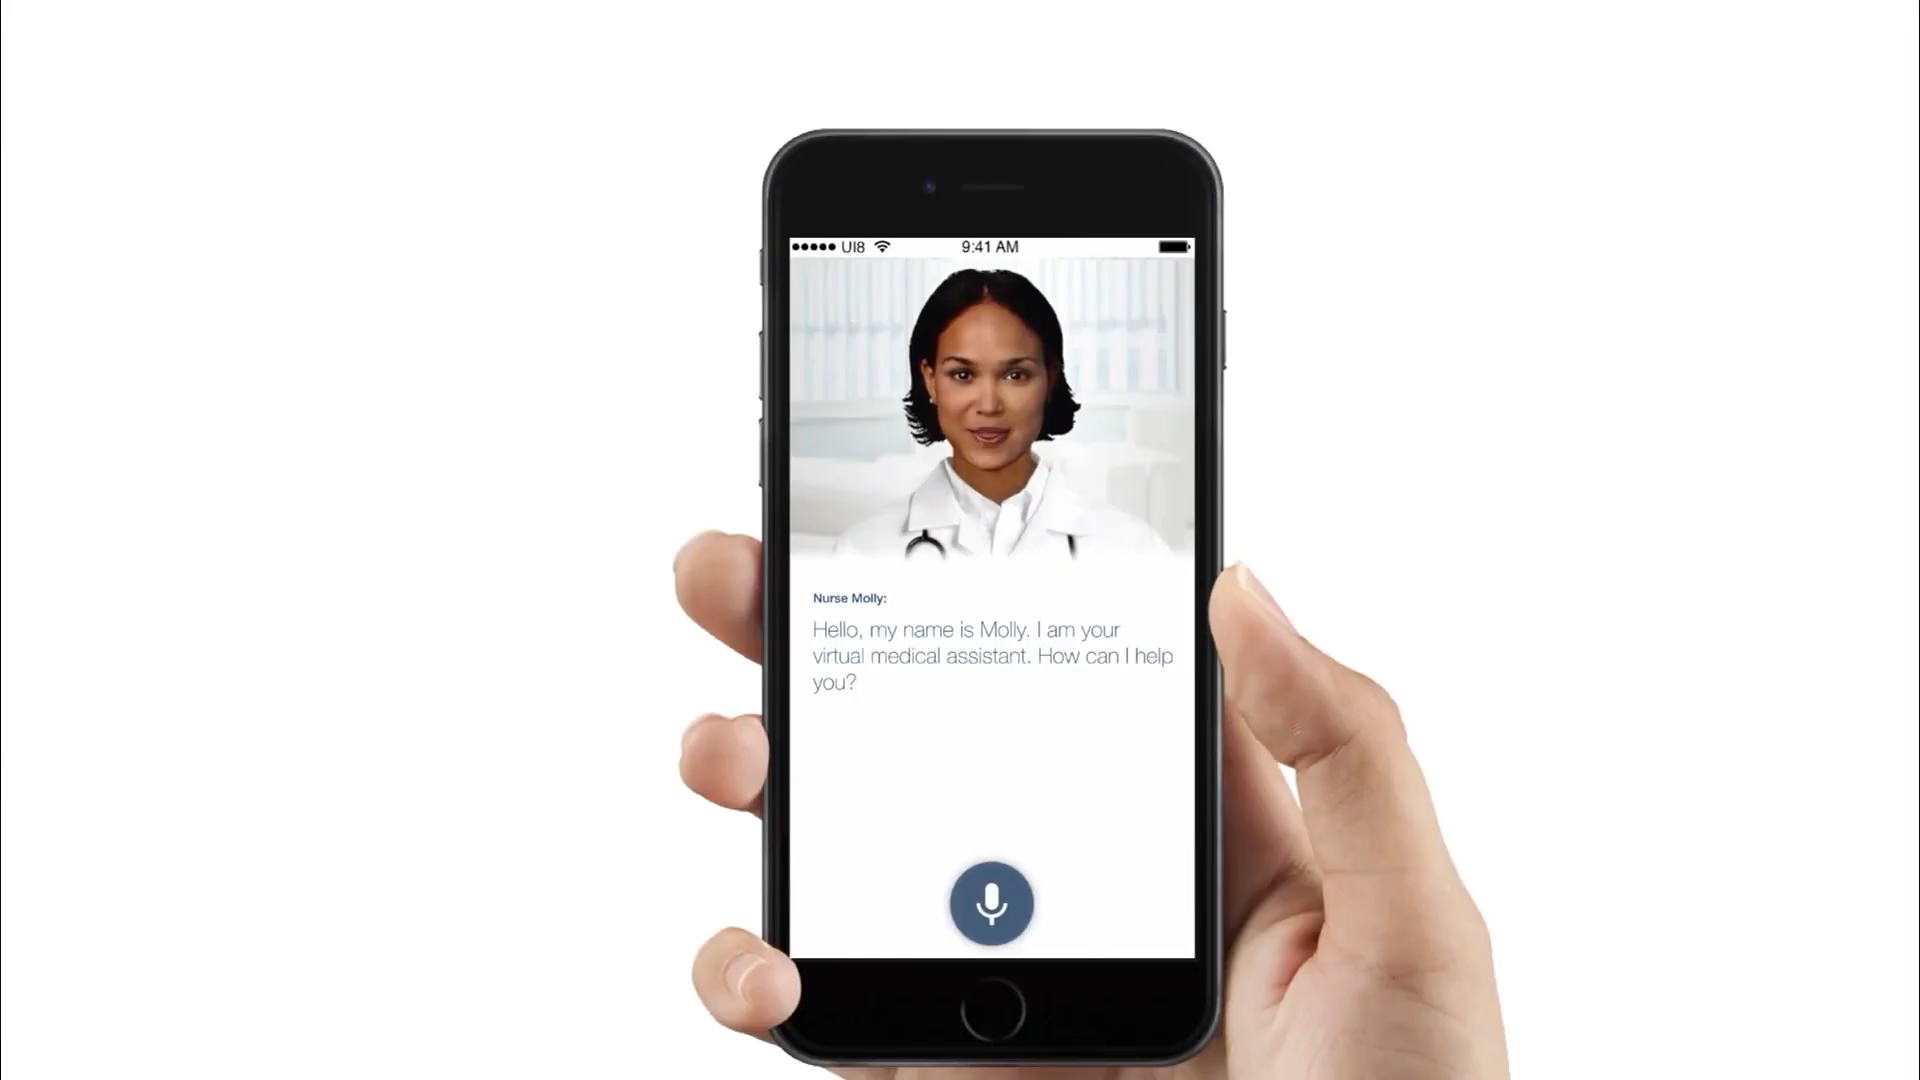 UI8 9:41 AM
Nurse Molly:
Hello, my name is Molly. I am your
virtual medical assistant. How can I help
you?